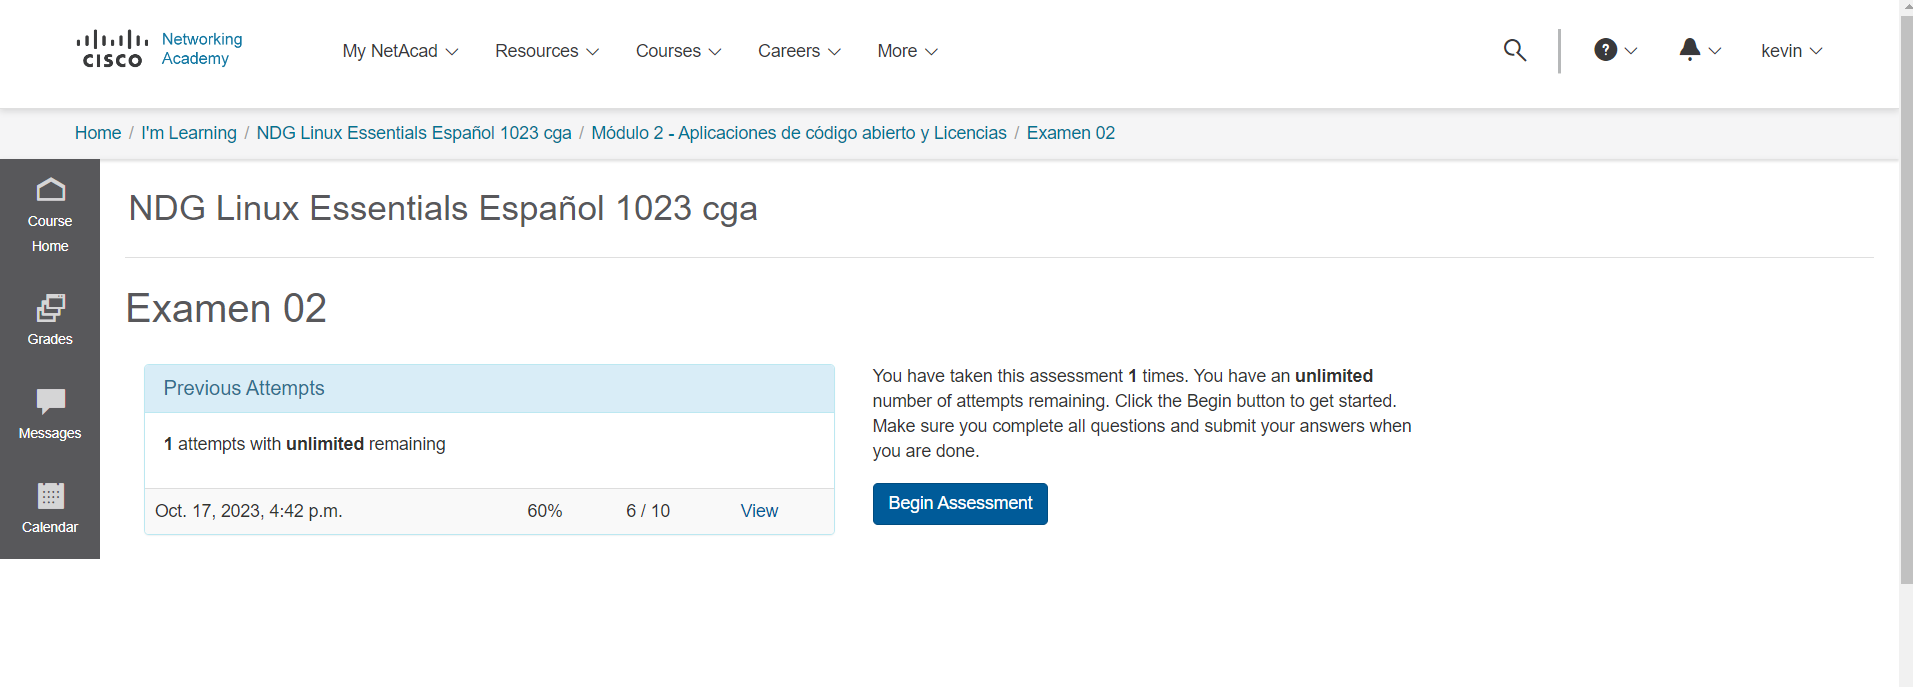 CISCO
Networking
Academy
My NetAcad
Resources
Courses
Careers
More
?
kevin
Home / I'm Learning / NDG Linux Essentials Español 1023 cga / Módulo 2 - Aplicaciones de código abierto y Licencias / Examen 02
Course
Home
Grades
Messages
Calendar
NDG Linux Essentials Español 1023 cga
Examen 02
Previous Attempts
1 attempts with unlimited remaining
Oct. 17, 2023, 4:42 p.m. 60% 6 / 10 View
You have taken this assessment 1 times. You have an unlimited
number of attempts remaining. Click the Begin button to get started.
Make sure you complete all questions and submit your answers when
you are done.
Begin Assessment